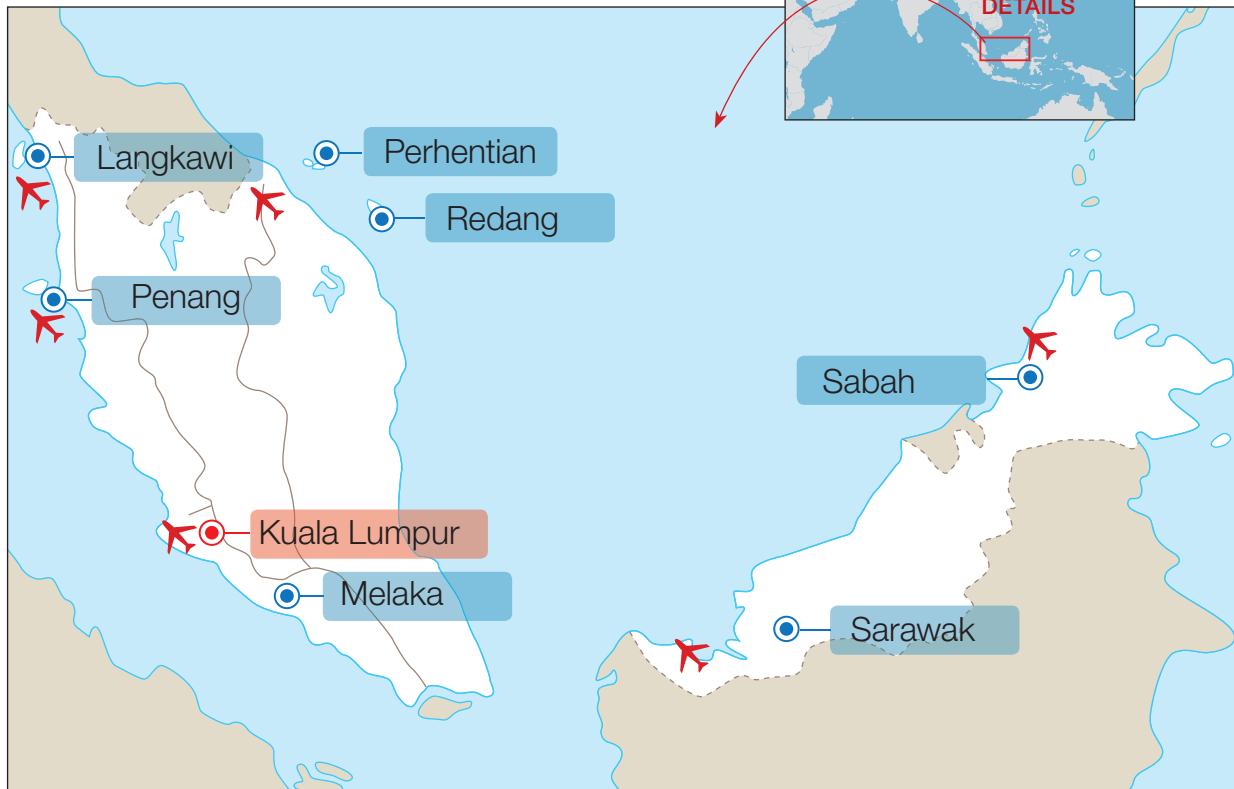 DETAILS
Langkawi
Perhentian
Redang
Penang
Sabah
Kuala Lumpur
Melaka
Sarawak